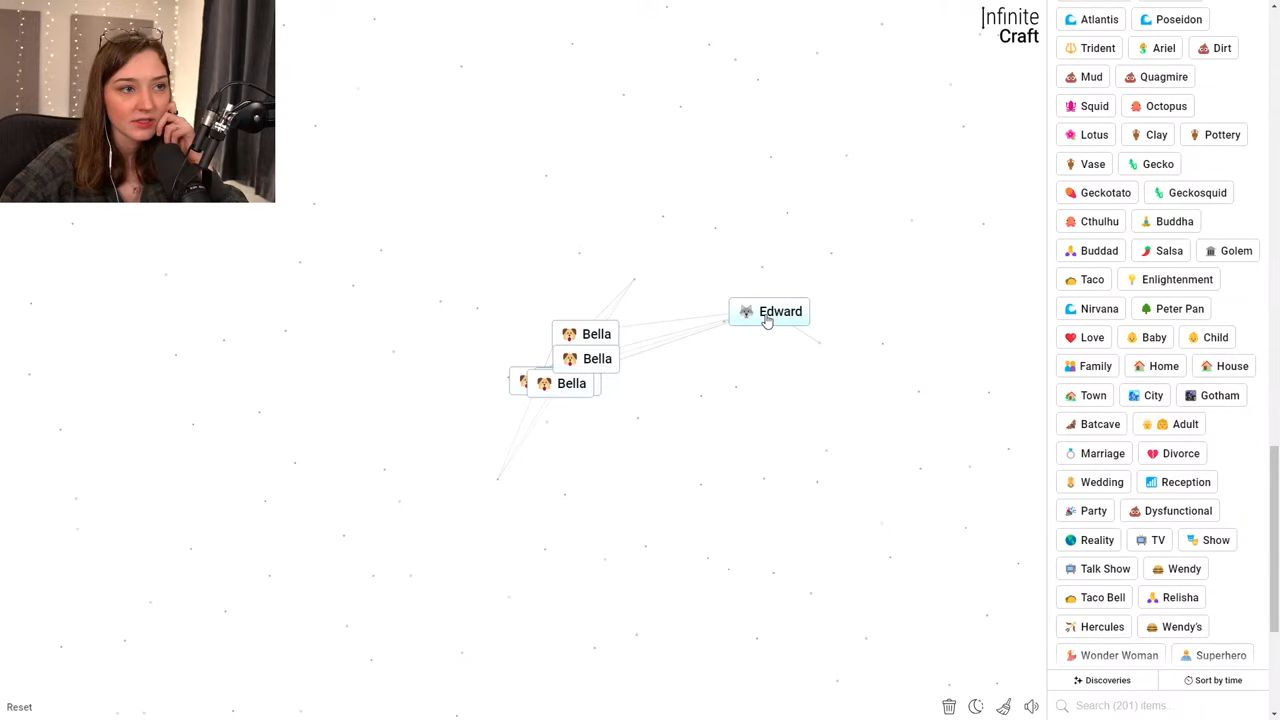 Infinite
Craft
Edward
Bella
Bella
Bella
Reset
Atlantis Poseidon
Trident Ariel Dirt
Mud Quagmire
Squid Octopus
Lotus Clay Pottery
Vase Gecko
Geckotato Geckosquid
Cthulhu Buddha
Buddad Salsa Golem
Taco Enlightenment
Nirvana Peter Pan
Love Baby Child
Family Home House
Town City Gotham
Batcave Adult
Marriage Divorce
Wedding Reception
Party Dysfunctional
Reality TV Show
Talk Show Wendy
Taco Bell Relisha
Hercules Wendy's
Wonder Woman Superhero
Discoveries Sort by time
Search (201) items...